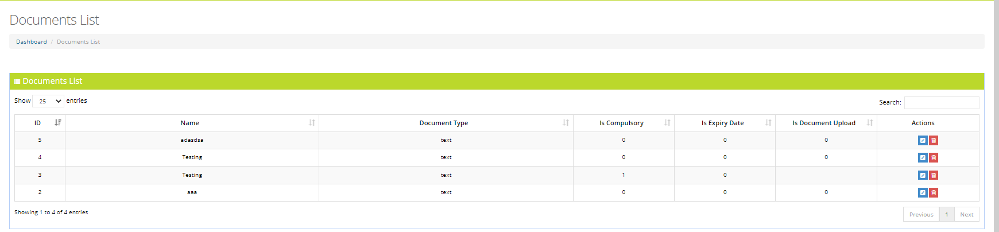 Documents List
Dashboard / Documents List
Documents List
Show 25 entries Search:
ID Name Document Type Is Compulsory Is Expiry Date Is Document Upload Actions
5 adasdsa text 0 0 0
4 Testing text 0 0 0
3 Testing text 1 0
2 aaa text 0 0 0
Showing 1 to 4 of 4 entries Previous 1 Next